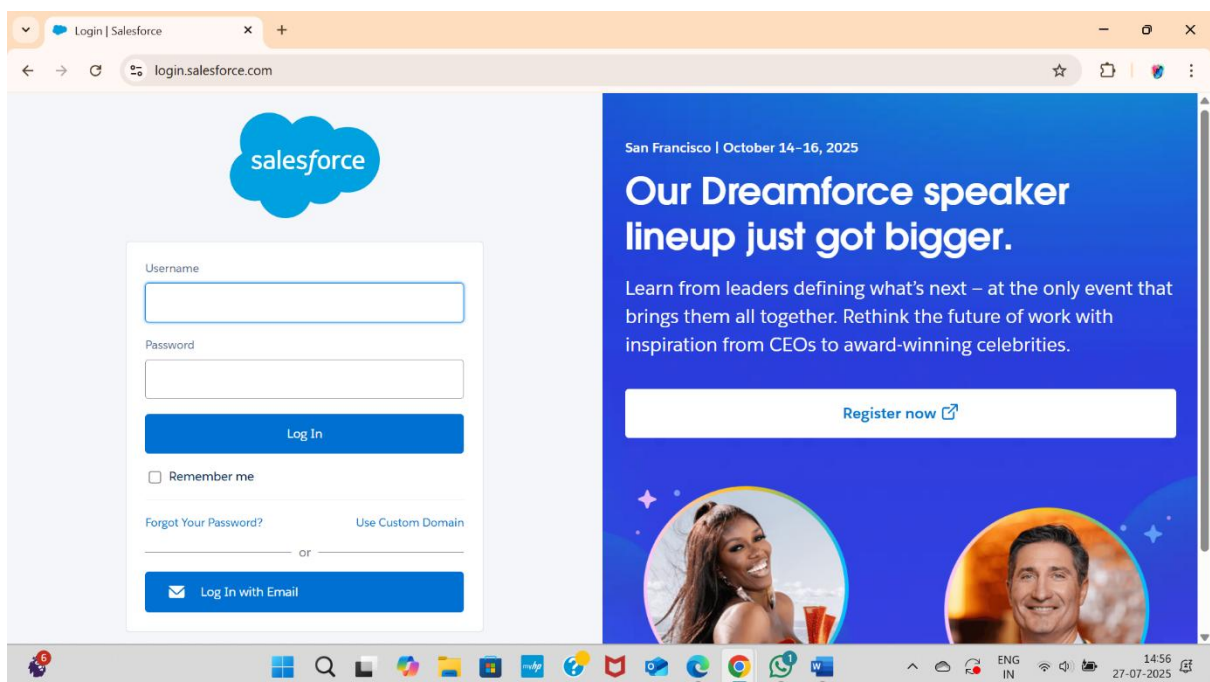 Login | Salesforce
login.salesforce.com
salesforce
Username
Password
Log In
Remember me
Forgot Your Password?
Use Custom Domain
or
Log In with Email
San Francisco | October 14–16, 2025
Our Dreamforce speaker
lineup just got bigger.
Learn from leaders defining what's next – at the only event that
brings them all together. Rethink the future of work with
inspiration from CEOs to award-winning celebrities.
Register now
6
myhp
1
W
ENG
IN
14:56
27-07-2025